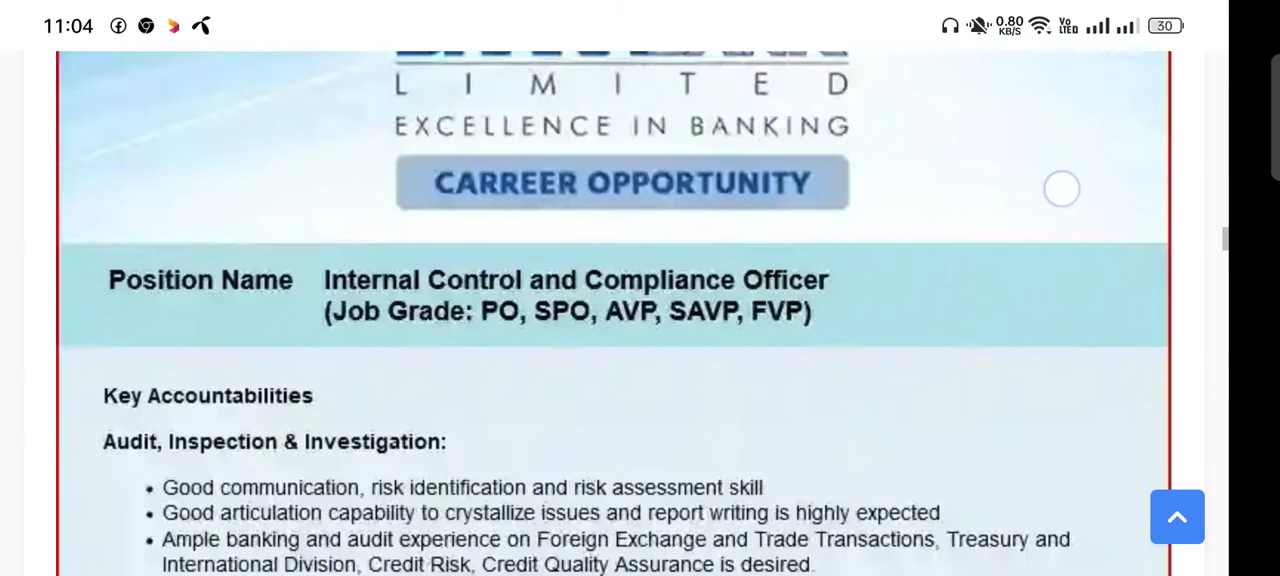 11:04
0.80 KB/S
Vo LTED
30
L I M I T E D
EXCELLENCE IN BANKING
CARREER OPPORTUNITY
Position Name Internal Control and Compliance Officer
(Job Grade: PO, SPO, AVP, SAVP, FVP)
Key Accountabilities
Audit, Inspection & Investigation:
• Good communication, risk identification and risk assessment skill
• Good articulation capability to crystallize issues and report writing is highly expected
• Ample banking and audit experience on Foreign Exchange and Trade Transactions, Treasury and
International Division, Credit Risk, Credit Quality Assurance is desired.